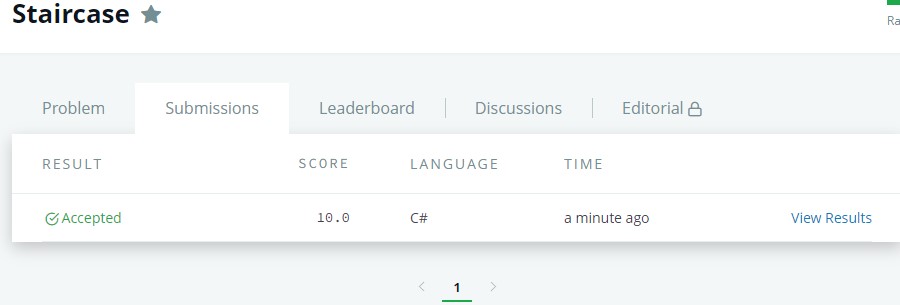 Staircase
Ra
Problem Submissions Leaderboard Discussions Editorial
RESULT SCORE LANGUAGE TIME
Accepted 10.0 C# a minute ago View Results
1